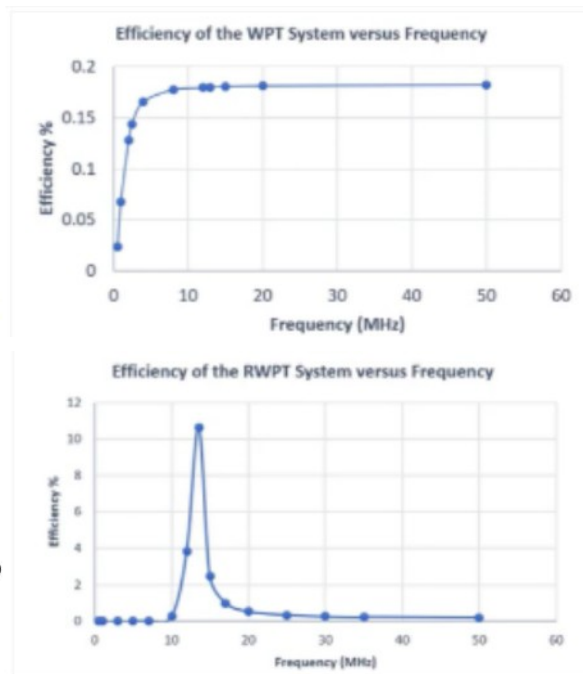 Efficiency of the WPT System versus Frequency
0.2
0.15
0.1
0.05
0
Efficiency %
0 10 20 30 40 50 60
Frequency (MHz)
Efficiency of the RWPT System versus Frequency
12
10
8
6
4
2
0
Efficiency %
0 10 20 30 40 50 60
Frequency (MHz)